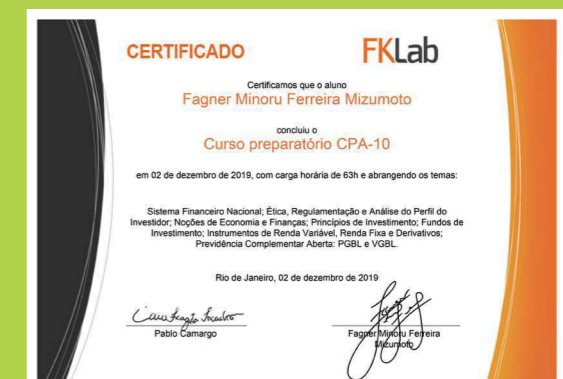 CERTIFICADO
FKLab
Certificamos que o aluno
Fagner Minoru Ferreira Mizumoto
concluiu o
Curso preparatório CPA-10
em 02 de dezembro de 2019, com carga horária de 63h e abrangendo os temas:
Sistema Financeiro Nacional; Ética, Regulamentação e Análise do Perfil do
Investidor; Noções de Economia e Finanças; Princípios de Investimento; Fundos de
Investimento; Instrumentos de Renda Variável, Renda Fixa e Derivativos;
Previdência Complementar Aberta: PGBL e VGBL.
Rio de Janeiro, 02 de dezembro de 2019
Pablo Camargo
Fagner Minoru Ferreira
Mizumoto